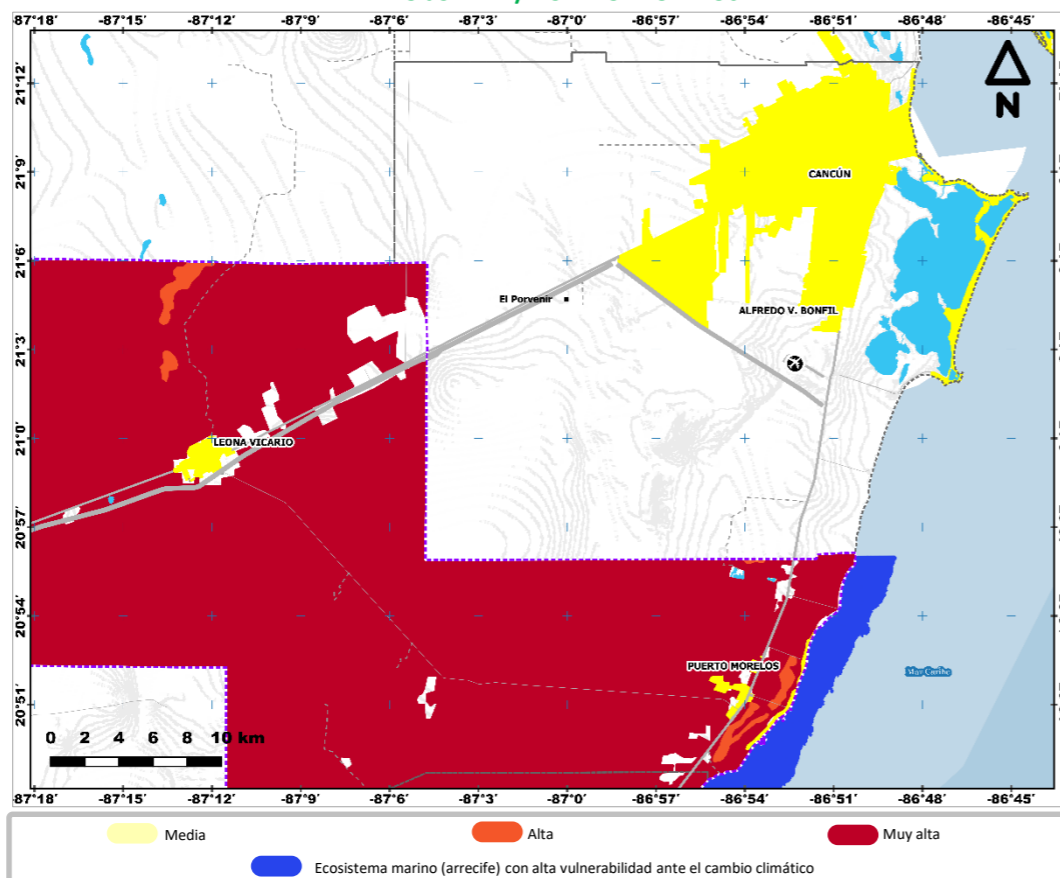 -87°18′ -87°15′ -87°12′ -87°6′ -87°3′ -87°0′ -86°57′ -86°54′ -86°51′ -86°48′ -86°45′
21°12′
N
21°9′
CANCÚN
21°6′
El Porvenir
ALFREDO V. BONFIL
21°3′
LEONA VICARIO
21°0′
20°57′
20°54′
PUERTO MORELOS
Mar Caribe
20°51′
0 2 4 6 8 10 km
-87°18′ -87°15′ -87°12′ -87°6′ -87°3′ -87°0′ -86°57′ -86°54′ -86°51′ -86°48′ -86°45′
Media
Alta
Muy alta
Ecosistema marino (arrecife) con alta vulnerabilidad ante el cambio climático